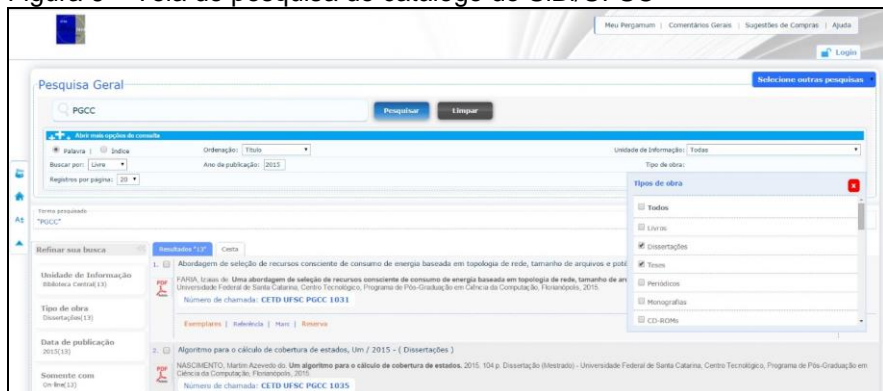 Figura 3 – Tela de pesquisa do catálogo do SIBI/UFSC
Meu Pergamum | Comentários Gerais | Sugestões de Compras | Ajuda
Login
Pesquisa Geral
Selecione outras pesquisas
PGCC
Pesquisar
Limpar
Abrir mais opções de consulta
Palavra | Índice
Ordenação: Título
Unidade de Informação: Todas
Buscar por: Livre
Ano de publicação: 2015
Tipo de obra:
Registros por página: 20
Tipos de obra
Todos
Livros
Dissertações
Teses
Periódicos
Monografias
CD-ROMs
Termo pesquisado
"PGCC"
Refinar sua busca
Unidade de Informação
Biblioteca Central(13)
Tipo de obra
Dissertações(13)
Data de publicação
2015(13)
Somente com
On-line(13)
Resultados "13"
Cesta
1. Abordagem de seleção de recursos consciente de consumo de energia baseada em topologia de rede, tamanho de arquivos e
FARIA, Izaias de. Uma abordagem de seleção de recursos consciente de consumo de energia baseada em topologia de rede, tamanho de
Universidade Federal de Santa Catarina, Centro Tecnológico, Programa de Pós-Graduação em Ciência da Computação, Florianópolis, 2015
Número de chamada: CETD UFSC PGCC 1031
Exemplares | Referência | Marc | Reserva
2. Algoritmo para o cálculo de cobertura de estados, Um / 2015 - ( Dissertações )
NASCIMENTO, Martim Azevedo do. Um algoritmo para o cálculo de cobertura de estados. 2015. 104 p. Dissertação (Mestrado) - Universidade Federal de Santa Catarina, Centro Tecnológico, Programa de Pós-Graduação em
Ciência da Computação, Florianópolis, 2015
Número de chamada: CETD UFSC PGCC 1035